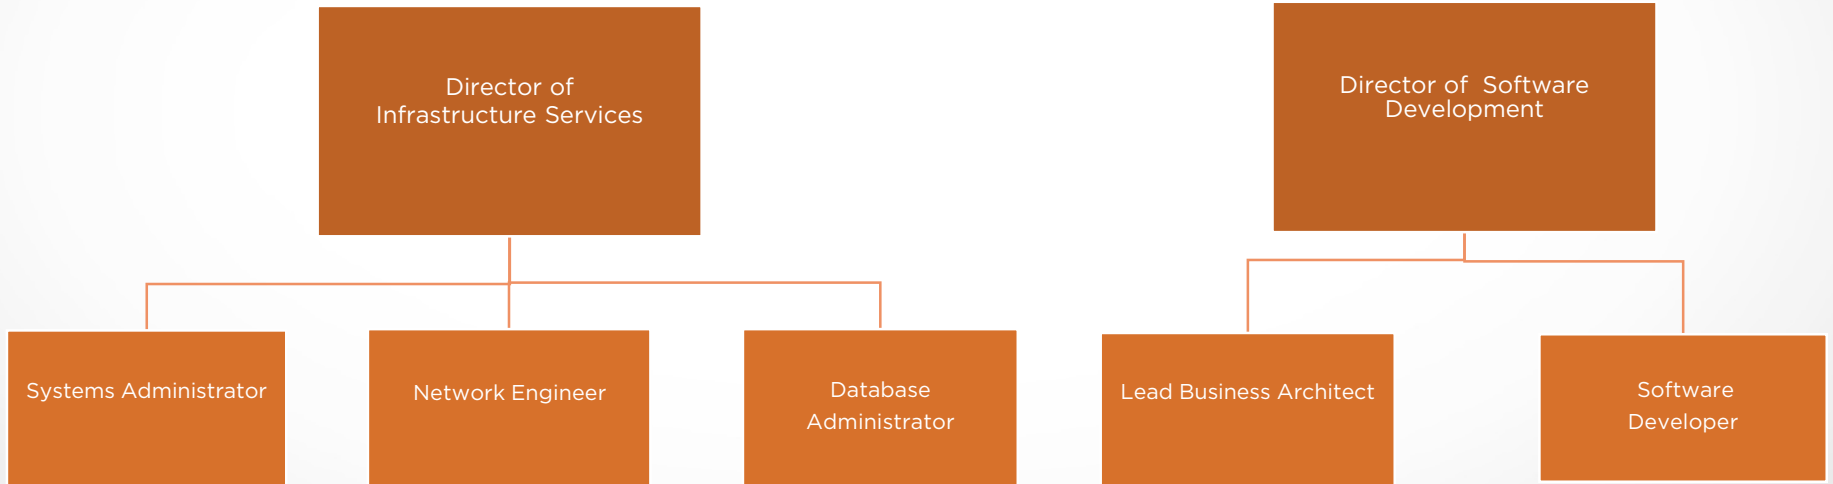 Director of
Infrastructure Services
Director of  Software
Development
Systems Administrator
Network Engineer
Database
Administrator
Lead Business Architect
Software
Developer